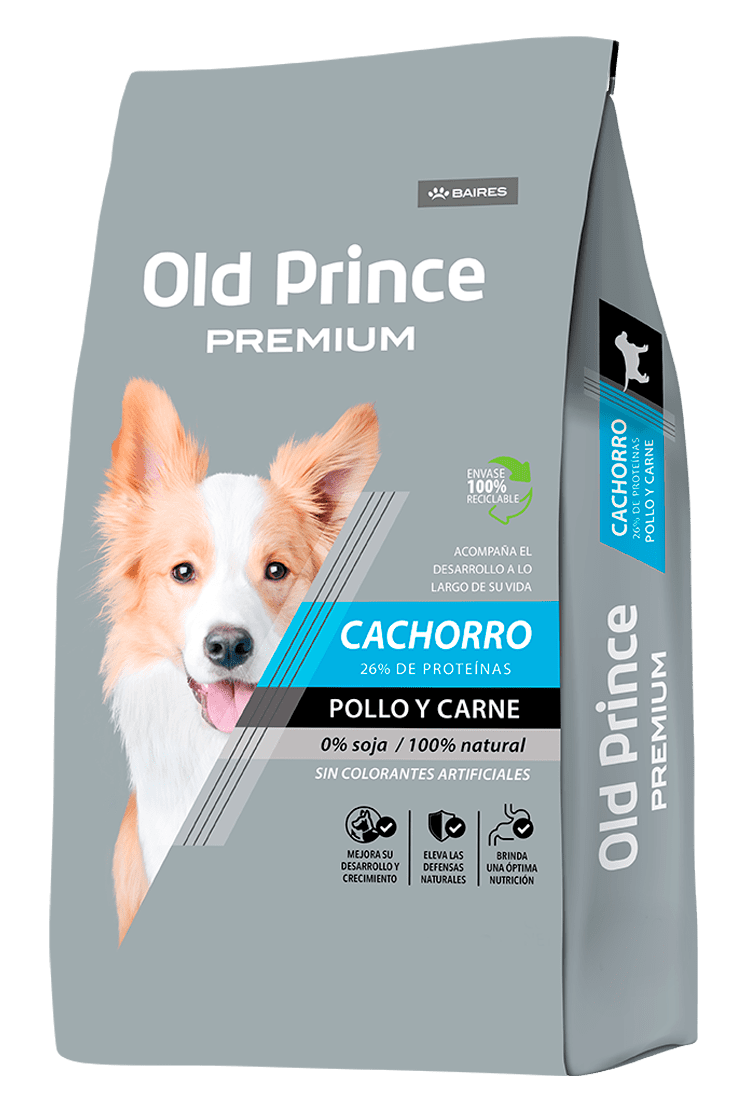 BAIRES
Old Prince
PREMIUM
ENVASE
100%
RECICLABLE
ACOMPAÑA EL
DESARROLLO A LO
LARGO DE SU VIDA
CACHORRO
26% DE PROTEÍNAS
POLLO Y CARNE
0% soja / 100% natural
SIN COLORANTES ARTIFICIALES
MEJORA SU
DESARROLLO Y
CRECIMIENTO
ELEVA LAS
DEFENSAS
NATURALES
BRINDA
UNA ÓPTIMA
NUTRICIÓN
CACHORRO
26% DE PROTEÍNAS
POLLO Y CARNE
Old Prince
PREMIUM